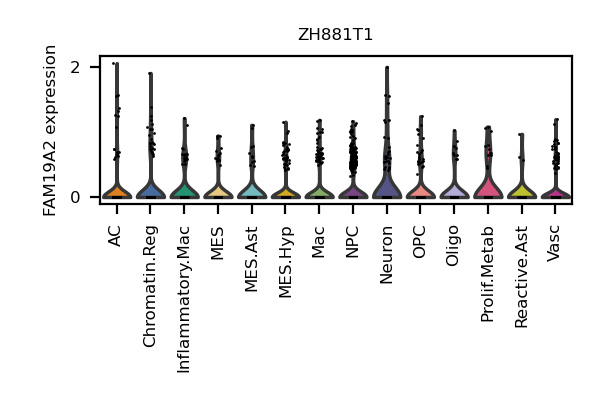 ZH881T1
FAM19A2 expression
2
0
AC
Chromatin.Reg
Inflammatory.Mac
MES
MES.Ast
MES.Hyp
Mac
NPC
Neuron
OPC
Oligo
Prolif.Metab
Reactive.Ast
Vasc